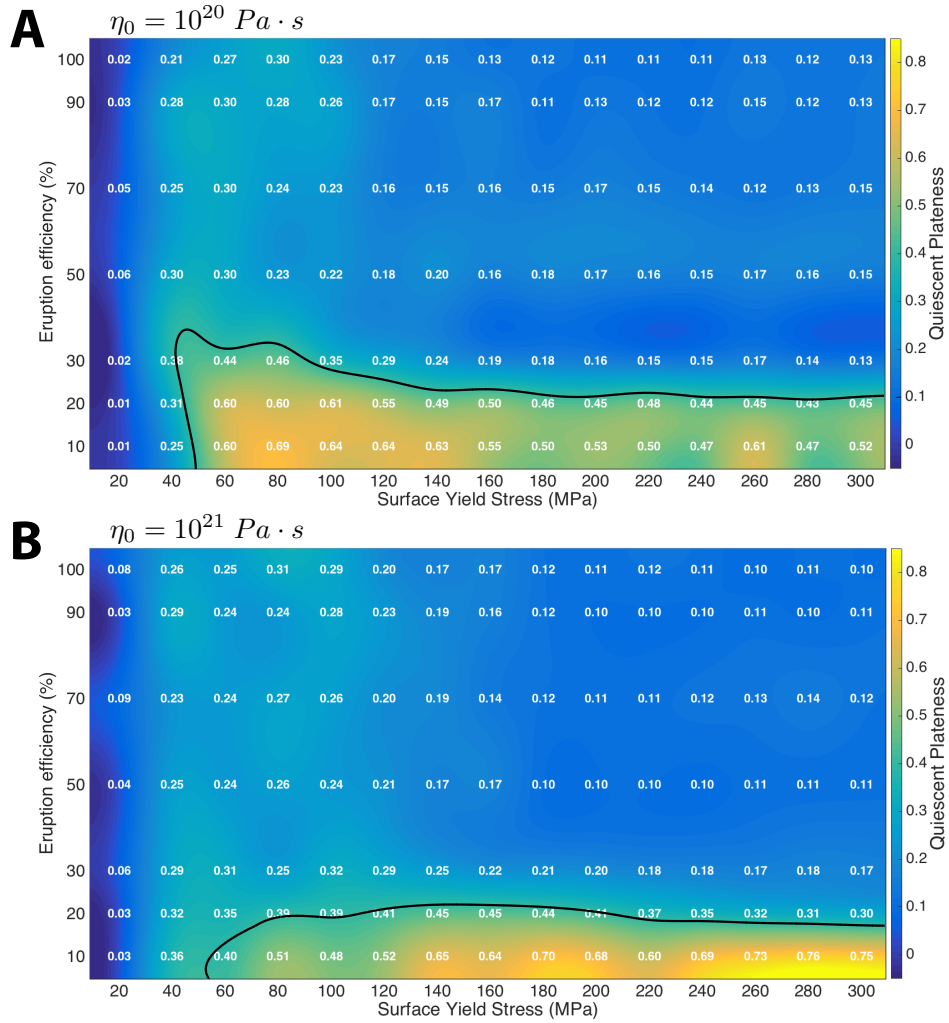 A
η₀ = 10²⁰ Pa · s
Eruption efficiency (%)
100 0.02 0.21 0.27 0.30 0.23 0.17 0.15 0.13 0.12 0.11 0.11 0.11 0.13 0.12 0.13
90 0.03 0.28 0.30 0.28 0.26 0.17 0.15 0.17 0.11 0.13 0.12 0.12 0.15 0.12 0.13
70 0.05 0.25 0.30 0.24 0.23 0.16 0.15 0.16 0.15 0.17 0.15 0.14 0.12 0.13 0.15
50 0.06 0.30 0.30 0.23 0.22 0.18 0.20 0.16 0.18 0.17 0.16 0.15 0.17 0.16 0.15
30 0.02 0.38 0.44 0.46 0.35 0.29 0.24 0.19 0.18 0.16 0.15 0.15 0.17 0.14 0.13
20 0.01 0.31 0.60 0.60 0.61 0.55 0.49 0.50 0.46 0.45 0.48 0.44 0.45 0.43 0.45
10 0.01 0.25 0.60 0.69 0.64 0.64 0.63 0.55 0.50 0.53 0.50 0.47 0.61 0.47 0.52
20 40 60 80 100 120 140 160 180 200 220 240 260 280 300
Surface Yield Stress (MPa)
0.8
0.7
0.6
0.5
0.4
0.3
0.2
0.1
0
Quiescent Plateness
B
η₀ = 10²¹ Pa · s
Eruption efficiency (%)
100 0.08 0.26 0.25 0.31 0.29 0.20 0.17 0.17 0.12 0.11 0.12 0.11 0.10 0.11 0.10
90 0.03 0.29 0.24 0.24 0.28 0.23 0.19 0.16 0.12 0.10 0.10 0.10 0.11 0.10 0.11
70 0.09 0.23 0.24 0.27 0.26 0.20 0.19 0.14 0.12 0.11 0.11 0.12 0.13 0.14 0.12
50 0.04 0.25 0.24 0.26 0.24 0.21 0.17 0.17 0.10 0.10 0.10 0.10 0.11 0.11 0.11
30 0.06 0.29 0.31 0.25 0.32 0.29 0.25 0.22 0.21 0.20 0.18 0.18 0.17 0.18 0.17
20 0.03 0.32 0.35 0.39 0.39 0.41 0.45 0.45 0.44 0.41 0.37 0.35 0.32 0.31 0.30
10 0.03 0.36 0.40 0.51 0.48 0.52 0.65 0.64 0.70 0.68 0.60 0.69 0.73 0.76 0.75
20 40 60 80 100 120 140 160 180 200 220 240 260 280 300
Surface Yield Stress (MPa)
0.8
0.7
0.6
0.5
0.4
0.3
0.2
0.1
0
Quiescent Plateness